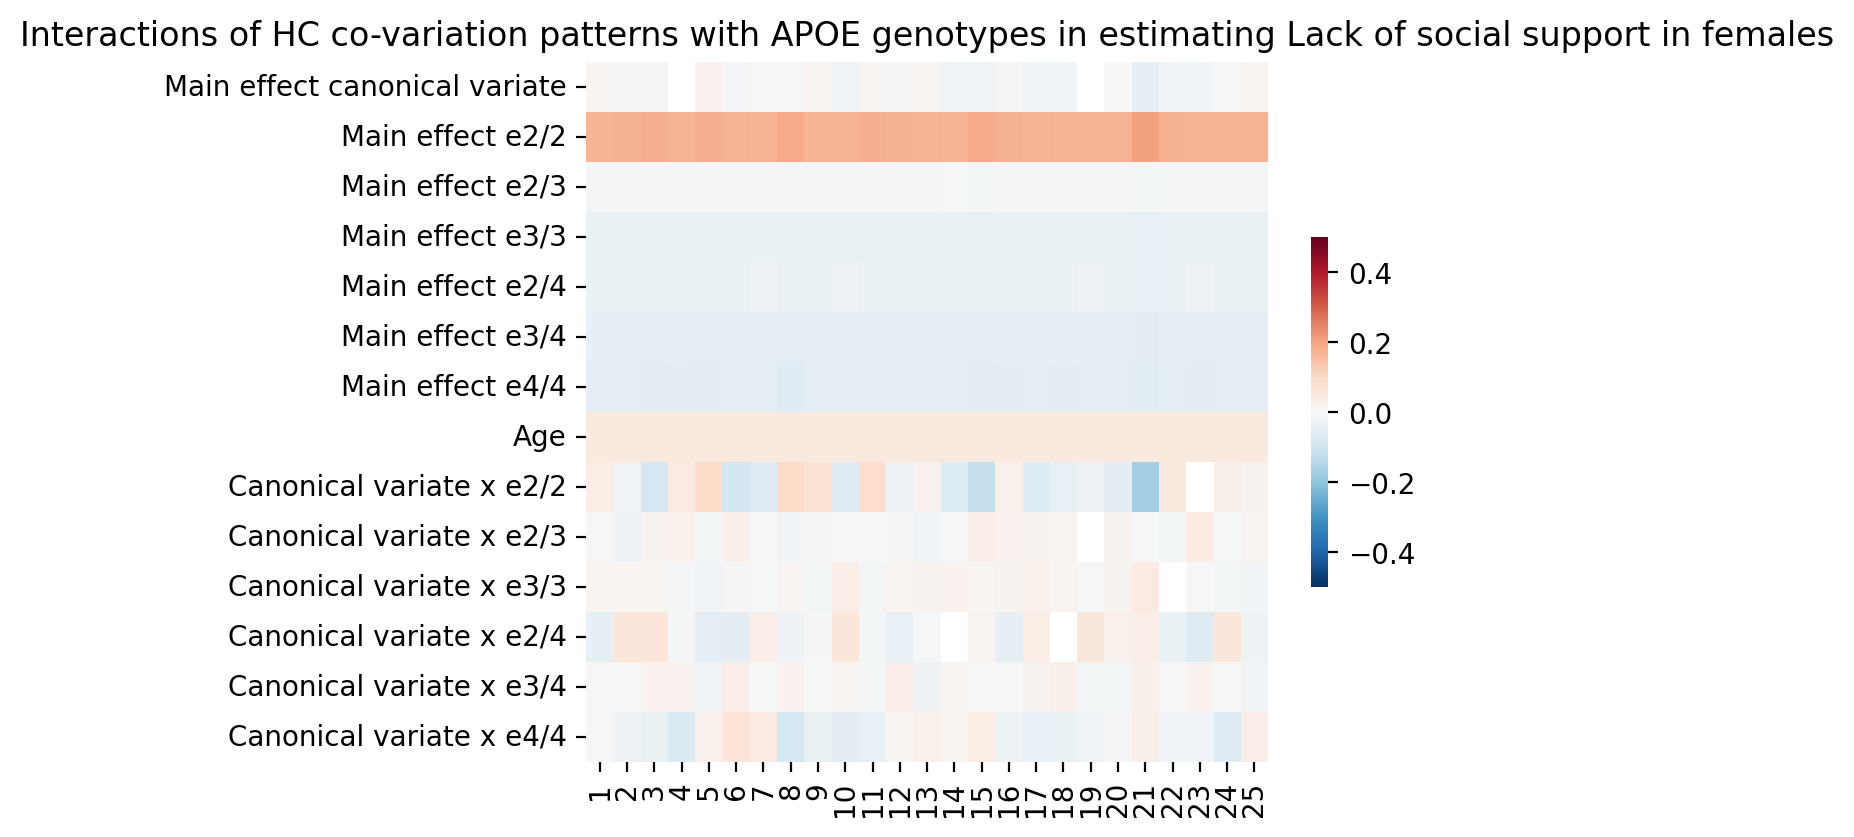 Interactions of HC co-variation patterns with APOE genotypes in estimating Lack of social support in females
Main effect canonical variate
Main effect e2/2
Main effect e2/3
Main effect e3/3
Main effect e2/4
Main effect e3/4
Main effect e4/4
Age
Canonical variate x e2/2
Canonical variate x e2/3
Canonical variate x e3/3
Canonical variate x e2/4
Canonical variate x e3/4
Canonical variate x e4/4
1 2 3 4 5 6 7 8 9 10 11 12 13 14 15 16 17 18 19 20 21 22 23 24 25
0.4
0.2
0.0
−0.2
−0.4